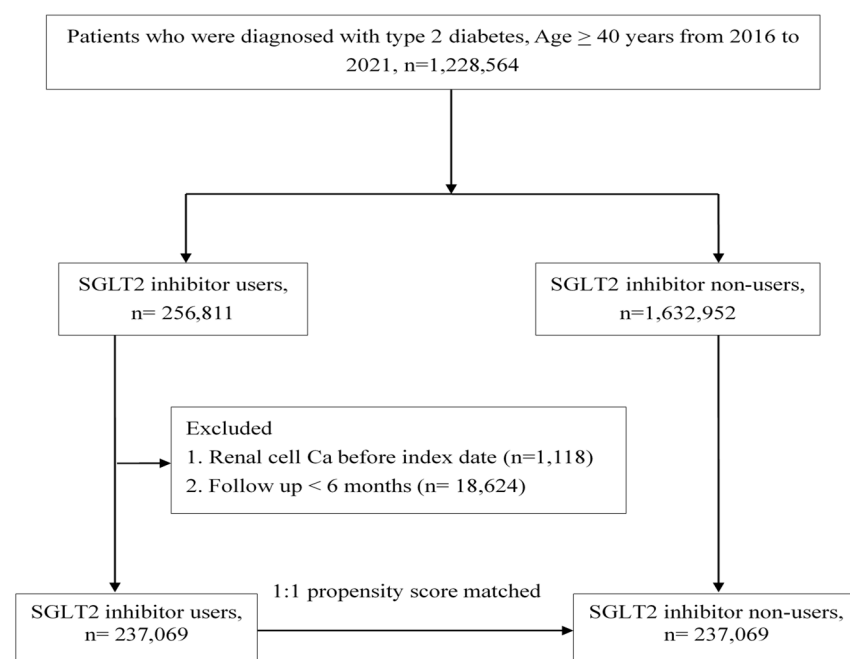 Patients who were diagnosed with type 2 diabetes, Age ≥ 40 years from 2016 to
2021, n=1,228,564
SGLT2 inhibitor users,
n= 256,811
SGLT2 inhibitor non-users,
n=1,632,952
Excluded
1. Renal cell Ca before index date (n=1,118)
2. Follow up < 6 months (n= 18,624)
1:1 propensity score matched
SGLT2 inhibitor users,
n= 237,069
SGLT2 inhibitor non-users,
n= 237,069